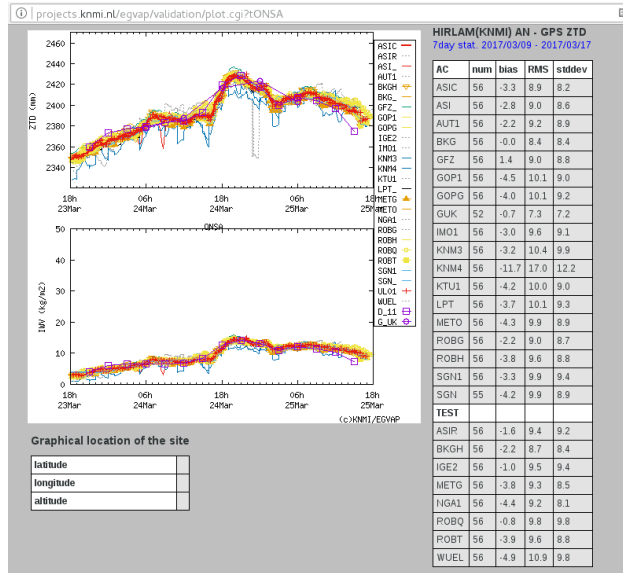 projects.knmi.nl/egvap/validation/plot.cgi?tONSA
HIRLAM(KNMI) AN - GPS ZTD
7day stat. 2017/03/09 - 2017/03/17
2460
2440
2420
2400
2380
2360
2340
ZTD (mm)
18h 06h 18h 06h 18h
23Mar 24Mar 24Mar 25Mar 25Mar
ONSA
50
40
30
20
10
0
IWV (kg/m2)
18h 06h 18h 06h 18h
23Mar 24Mar 24Mar 25Mar 25Mar
(c)KNMI/EGVAP
ASIC
ASIR
ASI_
AUT1
BKGH
BKG_
GFZ_
GOP1
GOPG
IGE2
IMO1
KNM3
KNM4
KTU1
LPT_
METG
METO
NGA1
ROBG
ROBH
ROBQ
ROBT
SGN1
SGN_
UL01
WUEL
D_11
G_UK
AC num bias RMS stddev
ASIC 56 -3.3 8.9 8.2
ASI 56 -2.8 9.0 8.6
AUT1 56 -2.2 9.2 8.9
BKG 56 -0.0 8.4 8.4
GFZ 56 1.4 9.0 8.8
GOP1 56 -4.5 10.1 9.0
GOPG 56 -4.0 10.1 9.2
GUK 52 -0.7 7.3 7.2
IMO1 56 -3.0 9.6 9.1
KNM3 56 -3.2 10.4 9.9
KNM4 56 -11.7 17.0 12.2
KTU1 56 -4.2 10.0 9.0
LPT 56 -3.7 10.1 9.3
METO 56 -4.3 9.9 8.9
ROBG 56 -2.2 9.0 8.7
ROBH 56 -3.8 9.6 8.8
SGN1 56 -3.3 9.9 9.4
SGN 55 -4.2 9.9 8.9
TEST
ASIR 56 -1.6 9.4 9.2
BKGH 56 -2.2 8.7 8.4
IGE2 56 -1.0 9.5 9.4
METG 56 -3.8 9.3 8.5
NGA1 56 -4.4 9.2 8.1
ROBQ 56 -0.8 9.8 9.8
ROBT 56 -3.9 9.6 8.8
WUEL 56 -4.9 10.9 9.8
Graphical location of the site
latitude
longitude
altitude